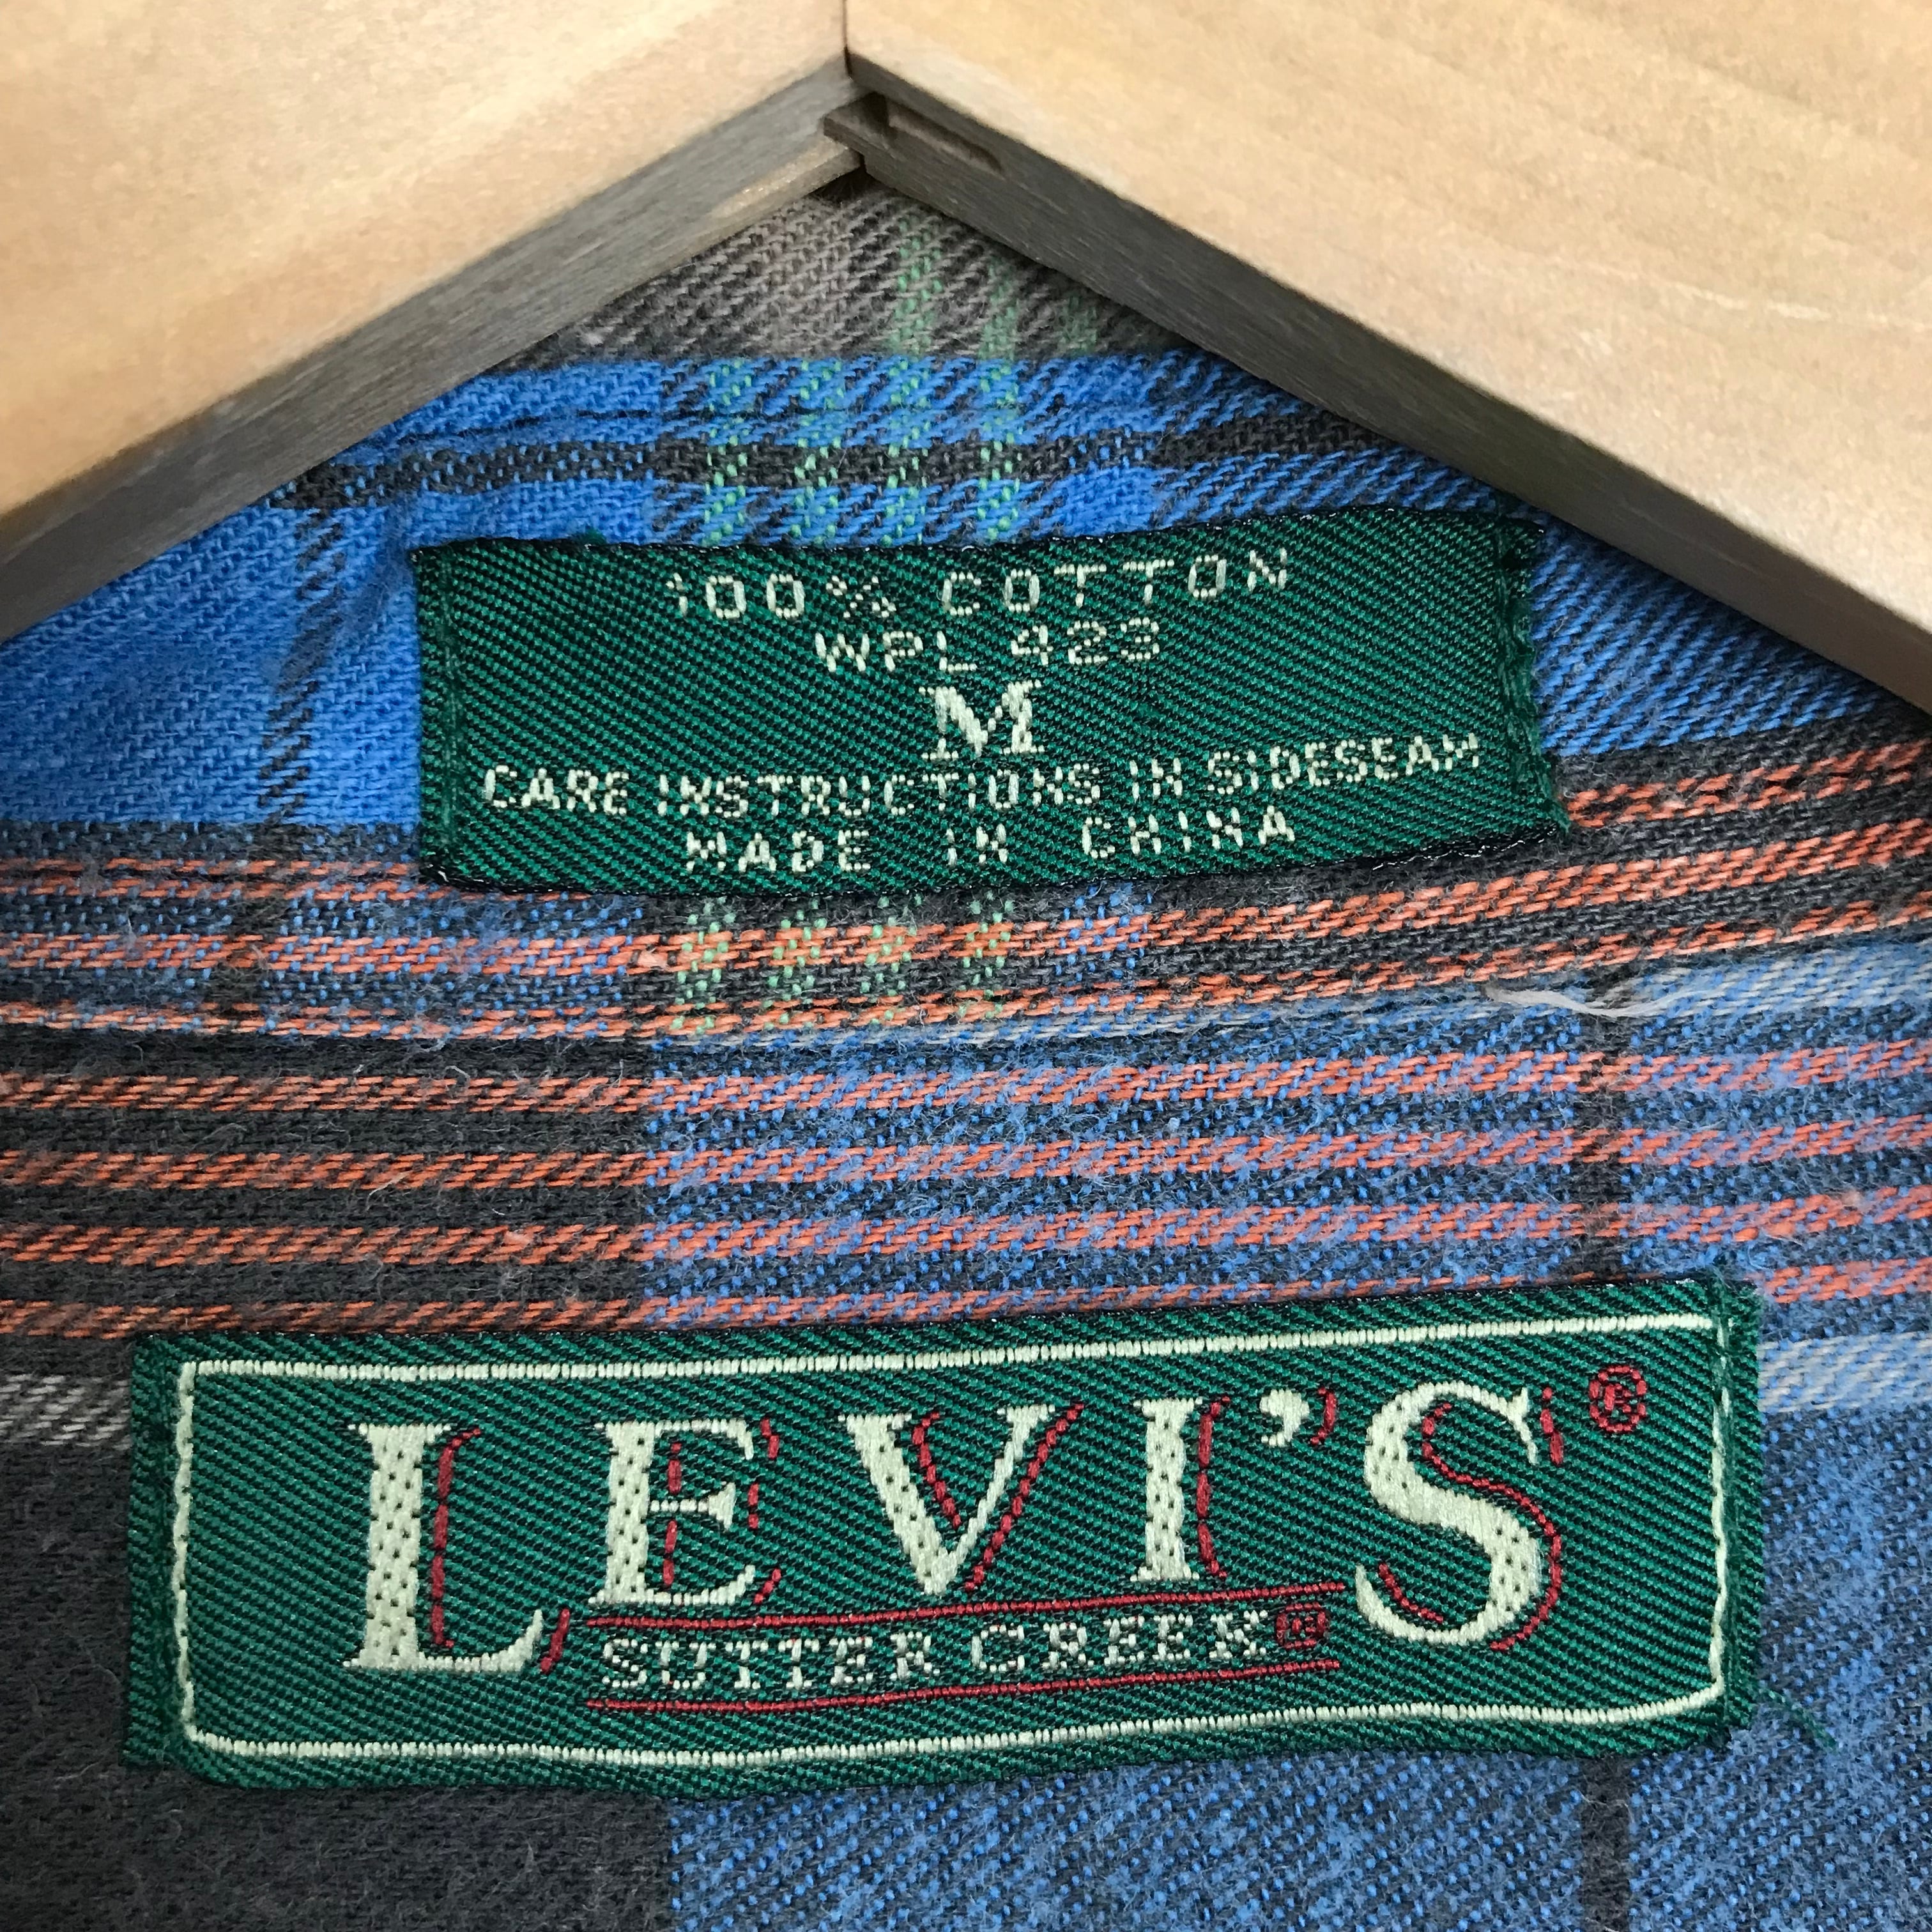 100% COTTON
WPL 423
M
CARE INSTRUCTIONS IN SIDESEAM
MADE IN CHINA
LEVI'S®
SUTTER CREEK®